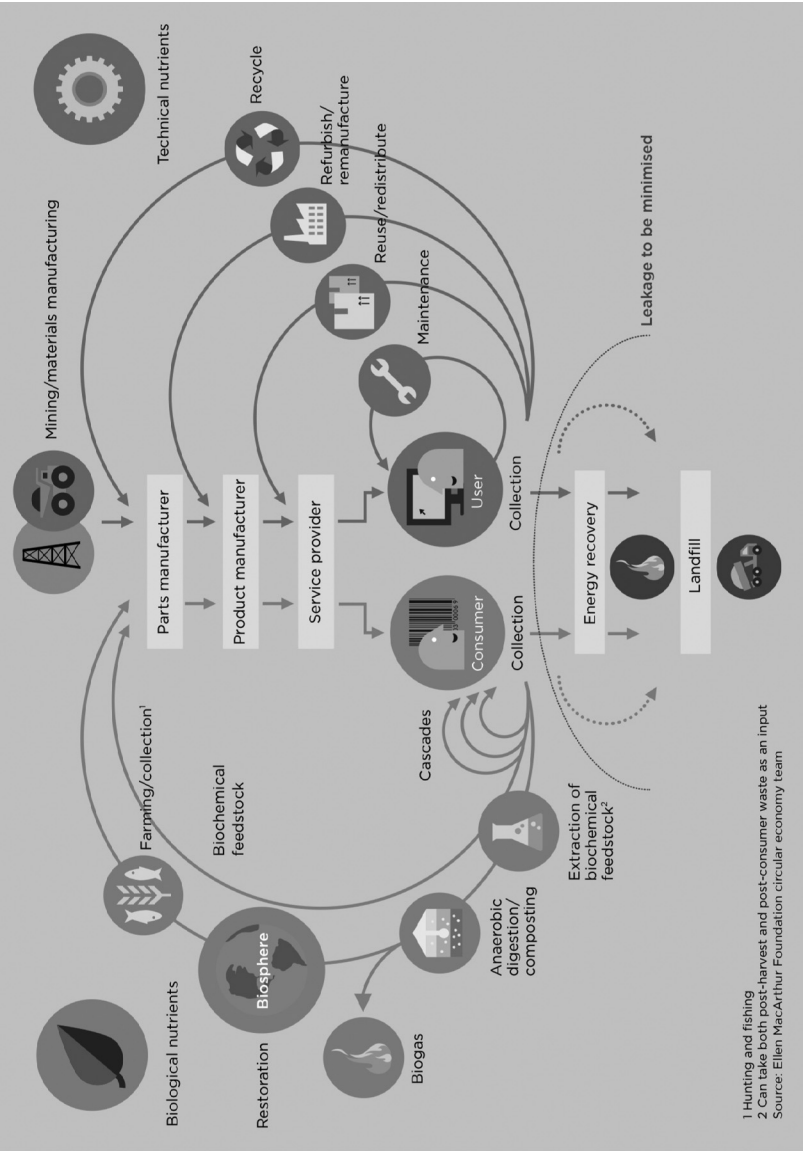 Mining/materials manufacturing
Biological nutrients
Technical nutrients
Farming/collection¹
Parts manufacturer
Recycle
Restoration
Biosphere
Biochemical
feedstock
Product manufacturer
Refurbish/
remanufacture
Service provider
Reuse/redistribute
Biogas
Cascades
Maintenance
Consumer
User
Anaerobic
digestion/
composting
Collection
Collection
Extraction of
biochemical
feedstock²
Energy recovery
Leakage to be minimised
Landfill
1 Hunting and fishing
2 Can take both post-harvest and post-consumer waste as an input
Source: Ellen MacArthur Foundation circular economy team